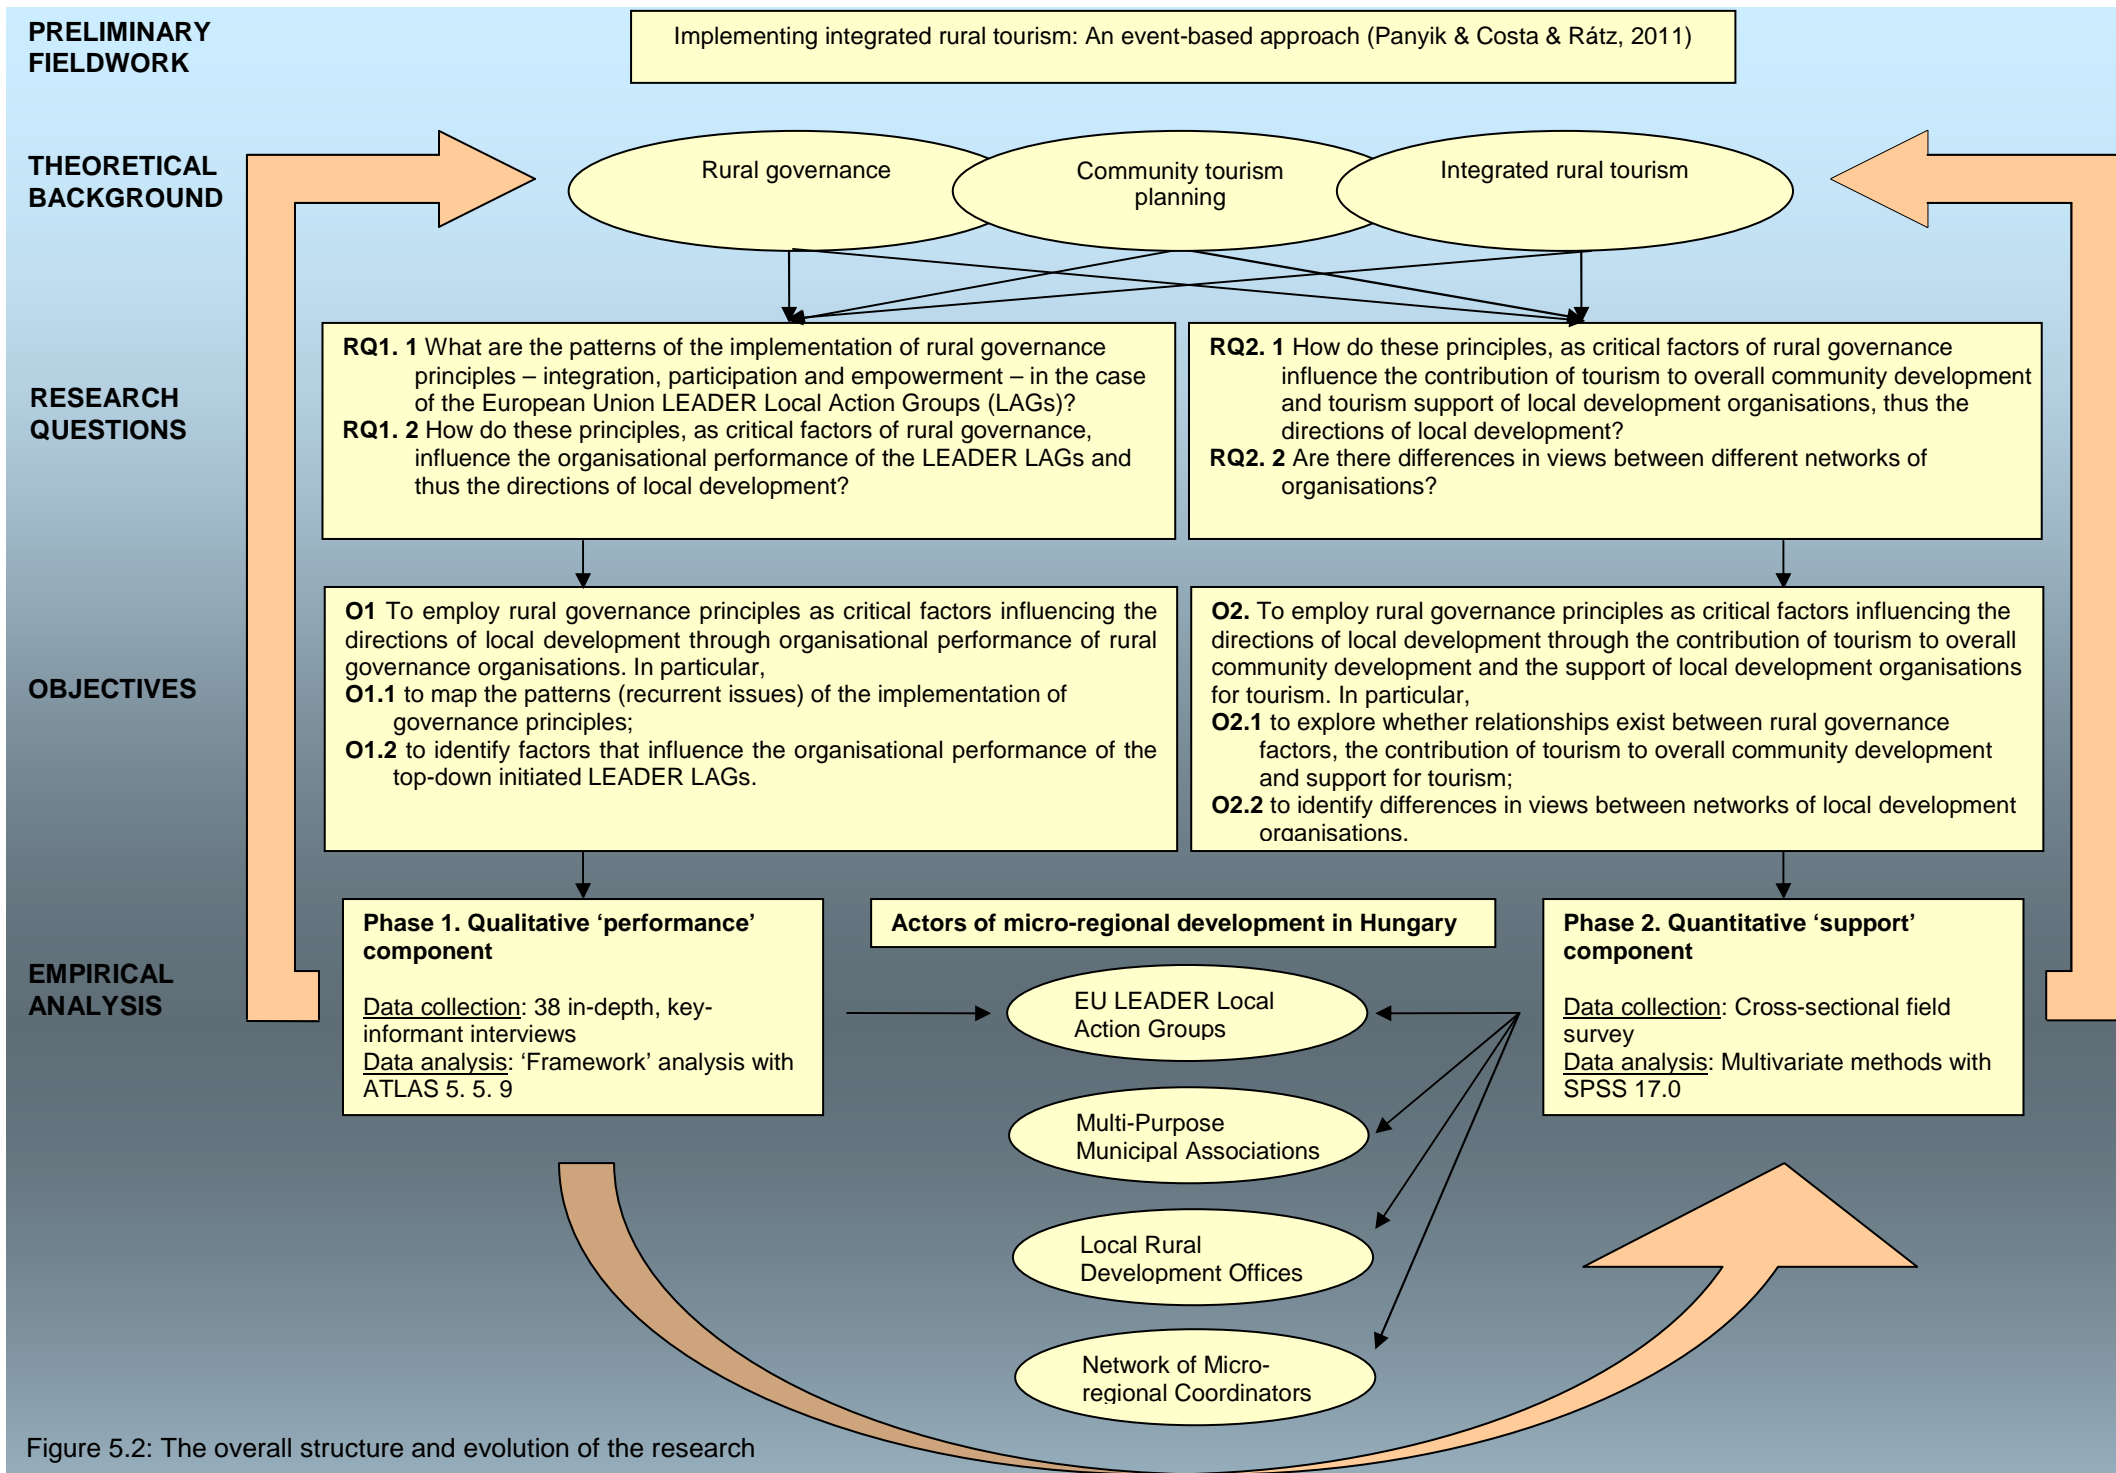 PRELIMINARY
FIELDWORK
Implementing integrated rural tourism: An event-based approach (Panyik & Costa & Rátz, 2011)
THEORETICAL
BACKGROUND
Rural governance
Community tourism
planning
Integrated rural tourism
RESEARCH
QUESTIONS
RQ1. 1 What are the patterns of the implementation of rural governance
principles – integration, participation and empowerment – in the case
of the European Union LEADER Local Action Groups (LAGs)?
RQ1. 2 How do these principles, as critical factors of rural governance,
influence the organisational performance of the LEADER LAGs and
thus the directions of local development?
RQ2. 1 How do these principles, as critical factors of rural governance
influence the contribution of tourism to overall community development
and tourism support of local development organisations, thus the
directions of local development?
RQ2. 2 Are there differences in views between different networks of
organisations?
OBJECTIVES
O1 To employ rural governance principles as critical factors influencing the
directions of local development through organisational performance of rural
governance organisations. In particular,
O1.1 to map the patterns (recurrent issues) of the implementation of
governance principles;
O1.2 to identify factors that influence the organisational performance of the
top-down initiated LEADER LAGs.
O2. To employ rural governance principles as critical factors influencing the
directions of local development through the contribution of tourism to overall
community development and the support of local development organisations
for tourism. In particular,
O2.1 to explore whether relationships exist between rural governance
factors, the contribution of tourism to overall community development
and support for tourism;
O2.2 to identify differences in views between networks of local development
organisations.
EMPIRICAL
ANALYSIS
Phase 1. Qualitative ‘performance’
component
Data collection: 38 in-depth, key-
informant interviews
Data analysis: ‘Framework’ analysis with
ATLAS 5. 5. 9
Actors of micro-regional development in Hungary
EU LEADER Local
Action Groups
Multi-Purpose
Municipal Associations
Local Rural
Development Offices
Network of Micro-
regional Coordinators
Phase 2. Quantitative ‘support’
component
Data collection: Cross-sectional field
survey
Data analysis: Multivariate methods with
SPSS 17.0
Figure 5.2: The overall structure and evolution of the research